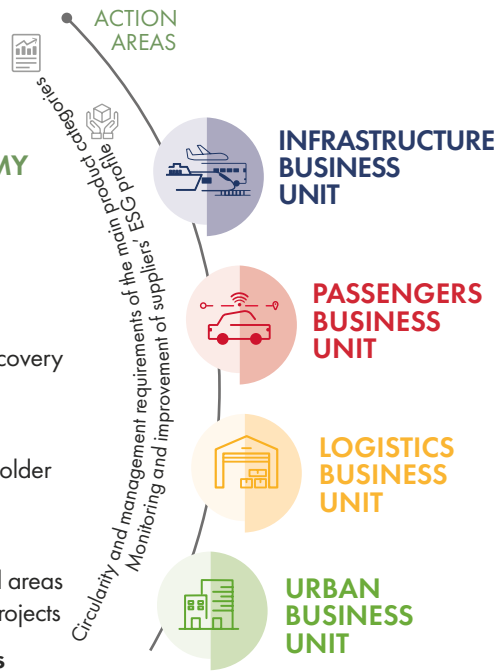 ACTION
AREAS
Circularity and management requirements of the main product categories
Monitoring and improvement of suppliers' ESG profile
INFRASTRUCTURE
BUSINESS
UNIT
PASSENGERS
BUSINESS
UNIT
LOGISTICS
BUSINESS
UNIT
URBAN
BUSINESS
UNIT
MY
covery
older
areas
rojects
s